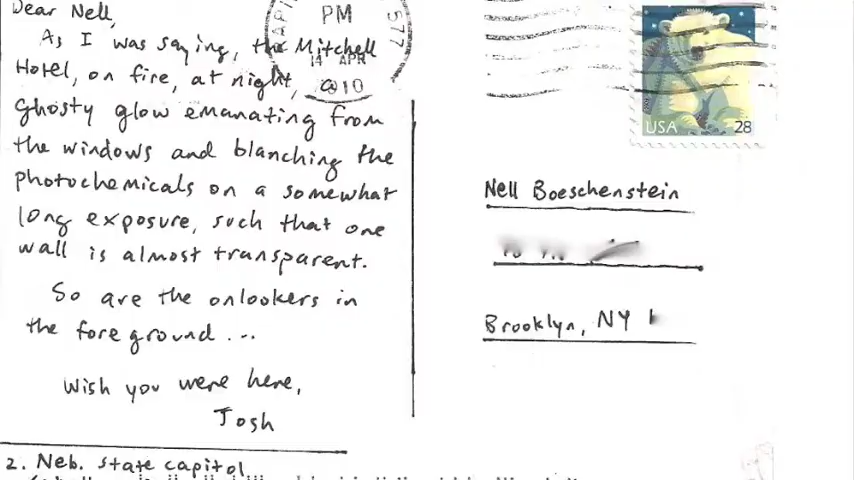 Dear Nell,
As I was saying, the Mitchell
Hotel, on fire, at night,
ghosty glow emanating from
the windows and blanching the
photochemicals on a somewhat
long exposure, such that one
wall is almost transparent.
So are the onlookers in
the foreground...
Wish you were here,
Josh
2. Neb. state capitol
PM
14 APR
2010
577
USA 28
Nell Boeschenstein
Brooklyn, NY